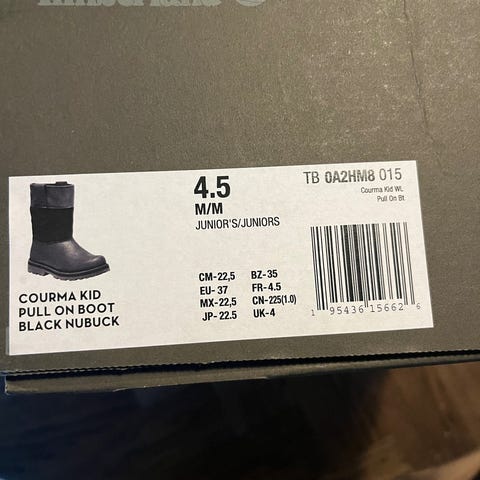 Timberland
4.5
M/M
JUNIOR'S/JUNIORS
TB 0A2HM8 015
Courma Kid WL
Pull On Bt
COURMA KID
PULL ON BOOT
BLACK NUBUCK
CM-22,5 BZ-35
EU- 37 FR-4.5
MX-22,5 CN-225(1.0)
JP- 22.5 UK-4
1 95436 15662 6